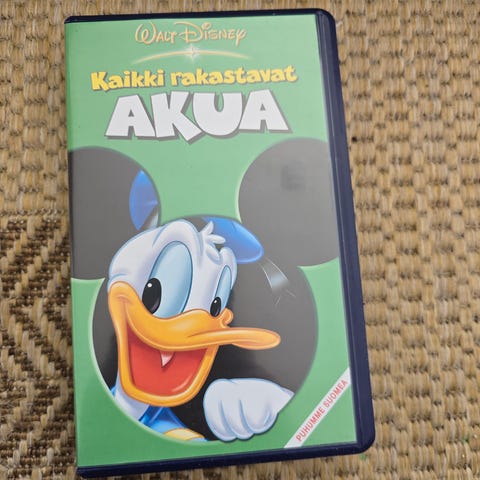 WALT DISNEY
Kaikki rakastavat
AKUA
PUHUMME SUOMEA